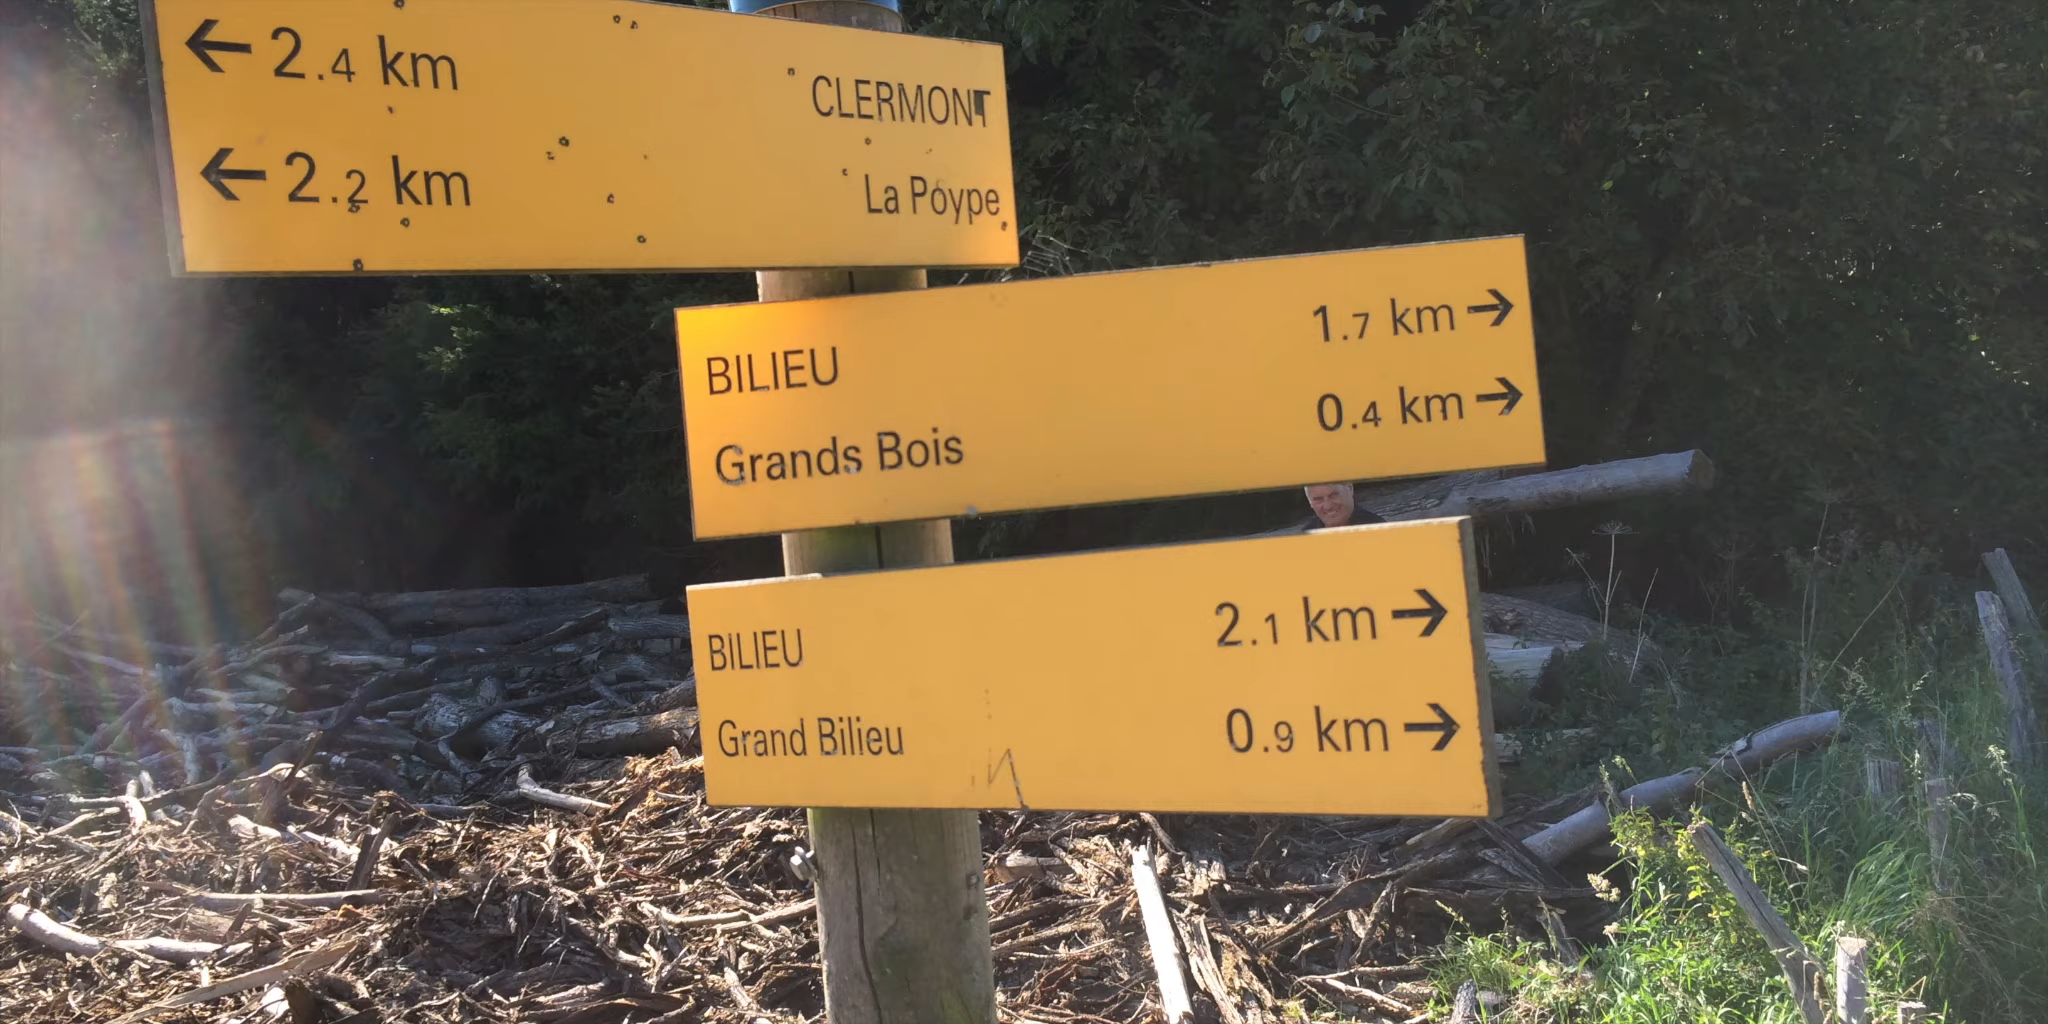 ← 2.4 km CLERMONT
← 2.2 km La Poype
BILIEU 1.7 km →
Grands Bois 0.4 km →
BILIEU 2.1 km →
Grand Bilieu 0.9 km →